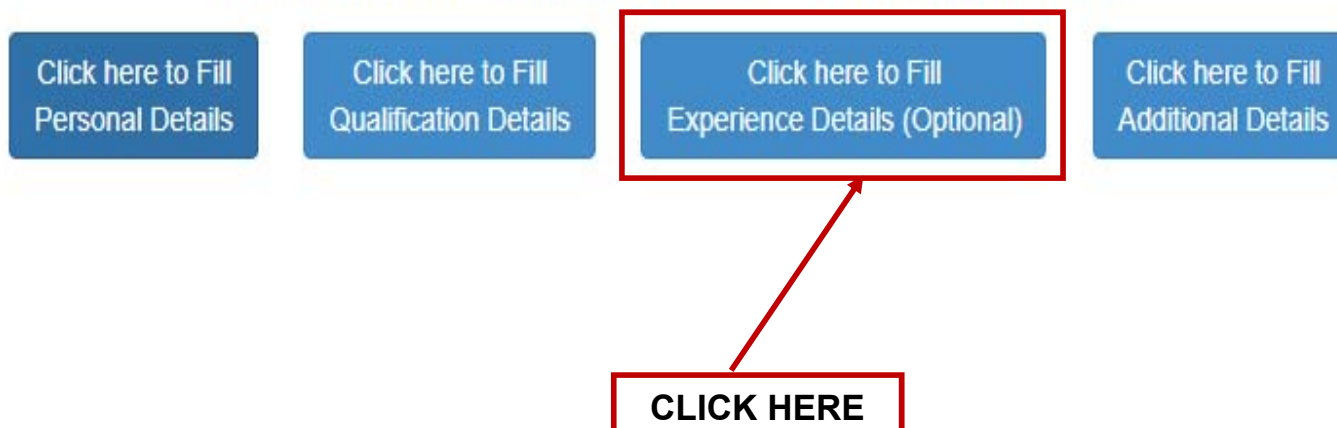 Click here to Fill
Personal Details
Click here to Fill
Qualification Details
Click here to Fill
Experience Details (Optional)
Click here to Fill
Additional Details
CLICK HERE